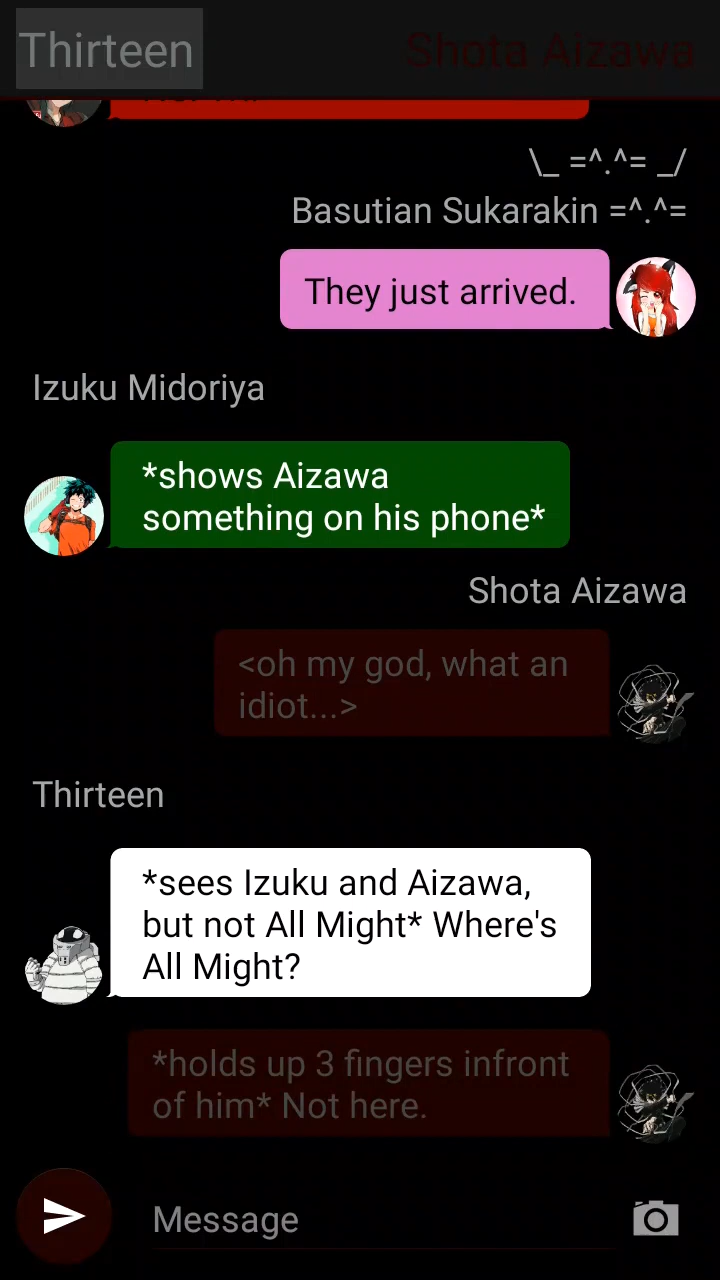 Thirteen
Shota Aizawa
\_ =^.^= _/
Basutian Sukarakin =^.^=
They just arrived.
Izuku Midoriya
*shows Aizawa
something on his phone*
Shota Aizawa
<oh my god, what an
idiot...>
Thirteen
*sees Izuku and Aizawa,
but not All Might* Where's
All Might?
*holds up 3 fingers infront
of him* Not here.
Message